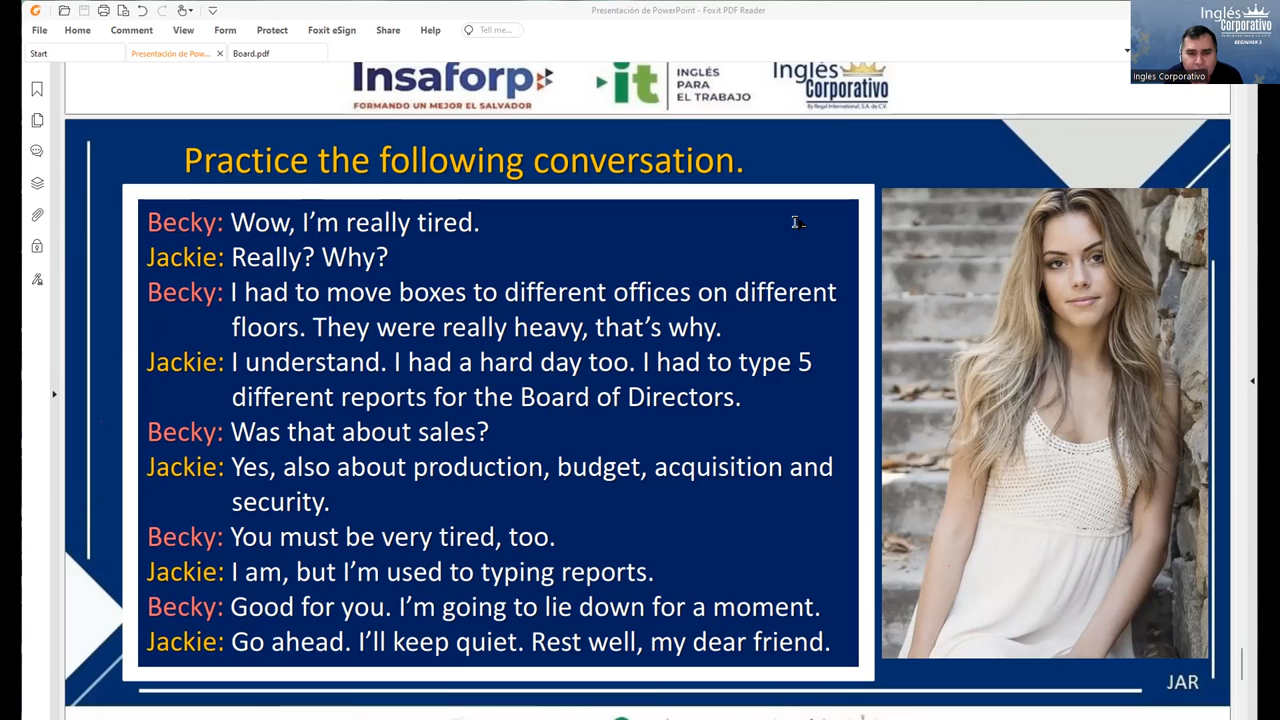 Presentación de PowerPoint - Foxit PDF Reader
File Home Comment View Form Protect Foxit eSign Share Help Tell me...
Start Presentación de Pow... Board.pdf
Inglés
Corporativo
BEGINNER 2
Ingles Corporativo
Insaforp
FORMANDO UN MEJOR EL SALVADOR
it
INGLÉS
PARA
EL TRABAJO
Inglés
Corporativo
By Regal International, S.A. de C.V.
Practice the following conversation.
Becky: Wow, I'm really tired.
Jackie: Really? Why?
Becky: I had to move boxes to different offices on different
floors. They were really heavy, that's why.
Jackie: I understand. I had a hard day too. I had to type 5
different reports for the Board of Directors.
Becky: Was that about sales?
Jackie: Yes, also about production, budget, acquisition and
security.
Becky: You must be very tired, too.
Jackie: I am, but I'm used to typing reports.
Becky: Good for you. I'm going to lie down for a moment.
Jackie: Go ahead. I'll keep quiet. Rest well, my dear friend.
JAR